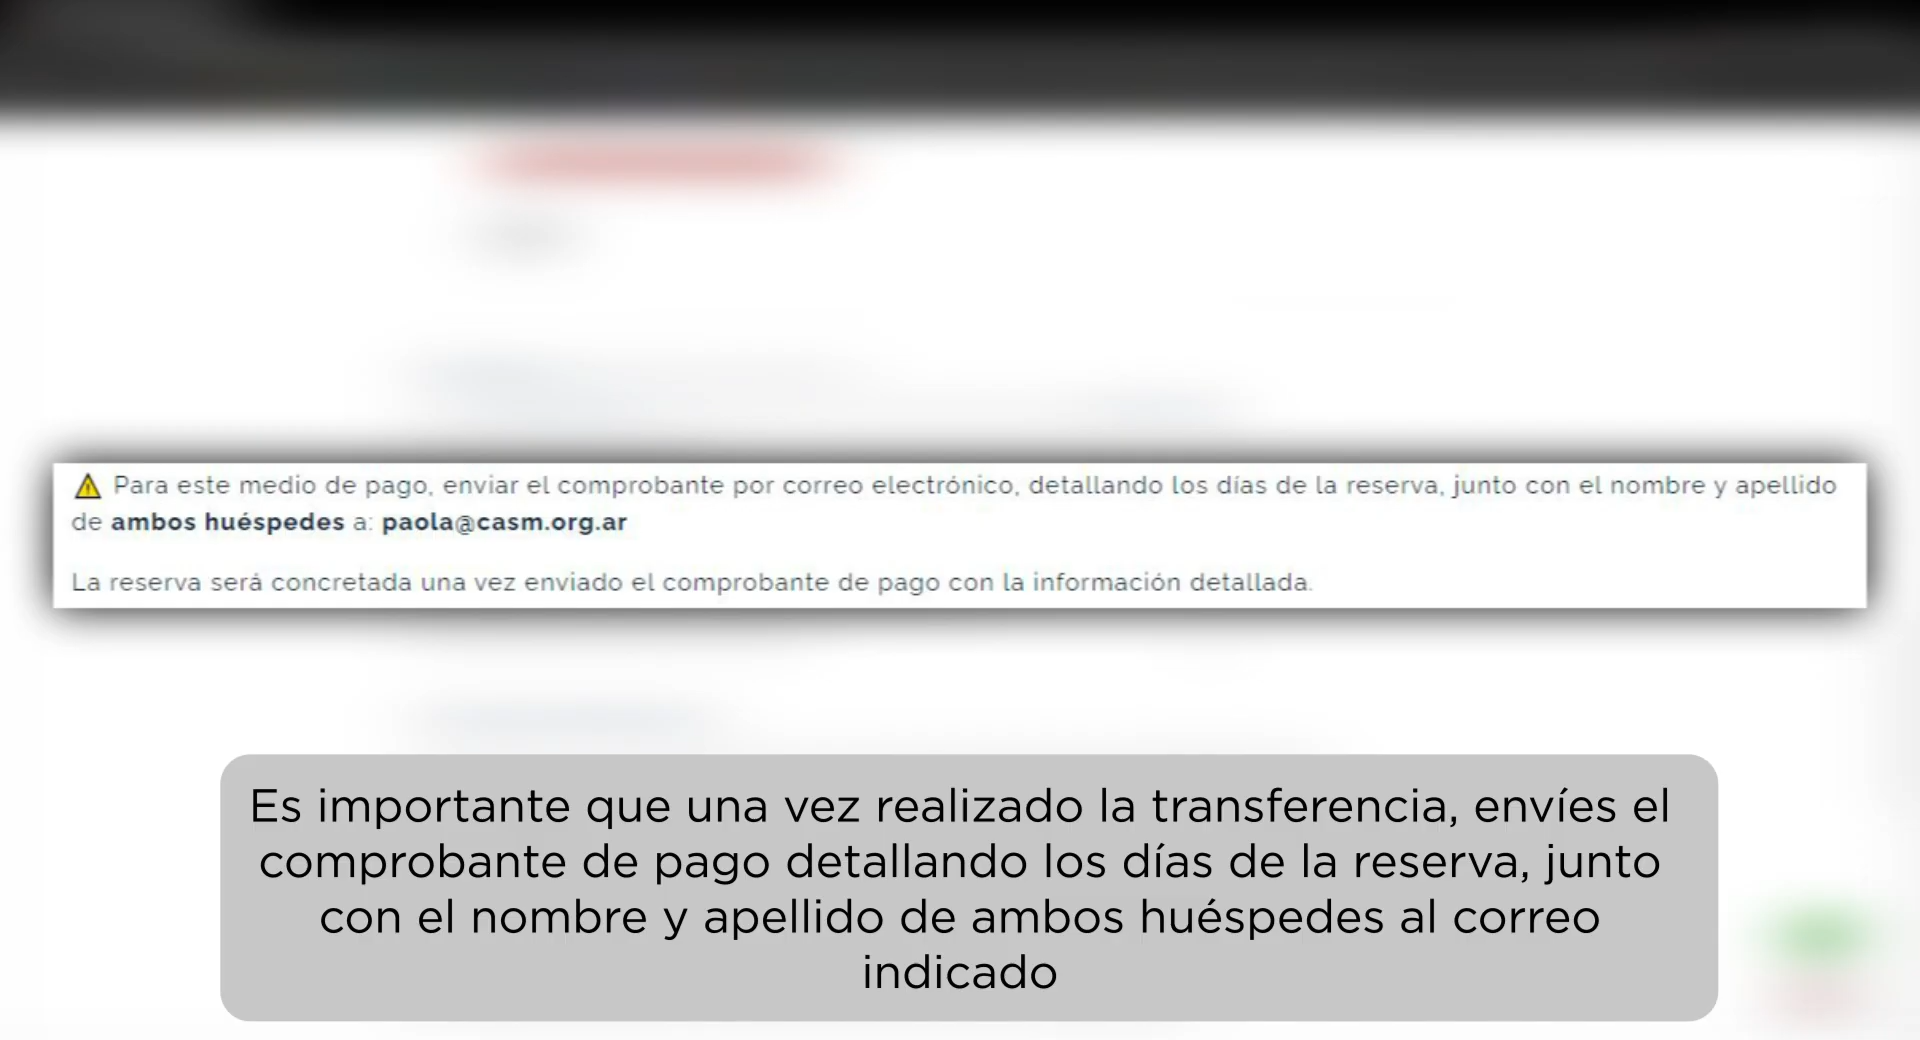 ⚠ Para este medio de pago, enviar el comprobante por correo electrónico, detallando los días de la reserva, junto con el nombre y apellido
de ambos huéspedes a: paola@casm.org.ar
La reserva será concretada una vez enviado el comprobante de pago con la información detallada.
Es importante que una vez realizado la transferencia, envíes el
comprobante de pago detallando los días de la reserva, junto
con el nombre y apellido de ambos huéspedes al correo
indicado